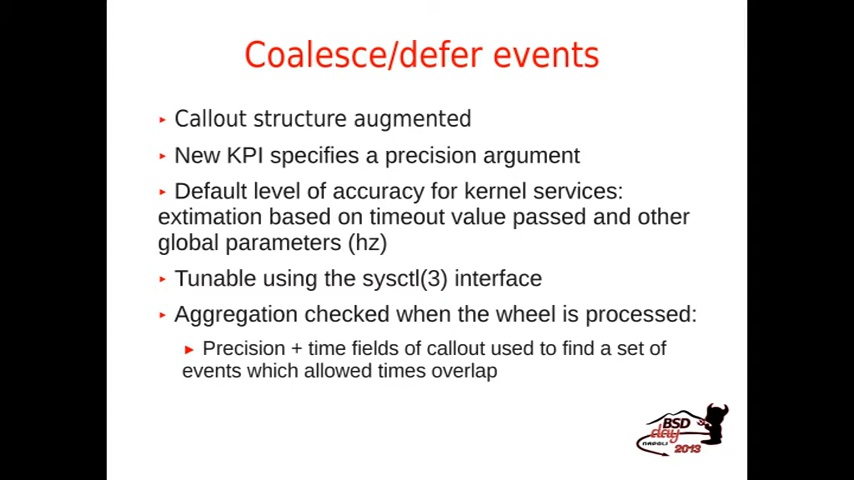 Coalesce/defer events
Callout structure augmented
New KPI specifies a precision argument
Default level of accuracy for kernel services:
extimation based on timeout value passed and other
global parameters (hz)
Tunable using the sysctl(3) interface
Aggregation checked when the wheel is processed:
Precision + time fields of callout used to find a set of
events which allowed times overlap
BSD
day
NAPOLI
2013